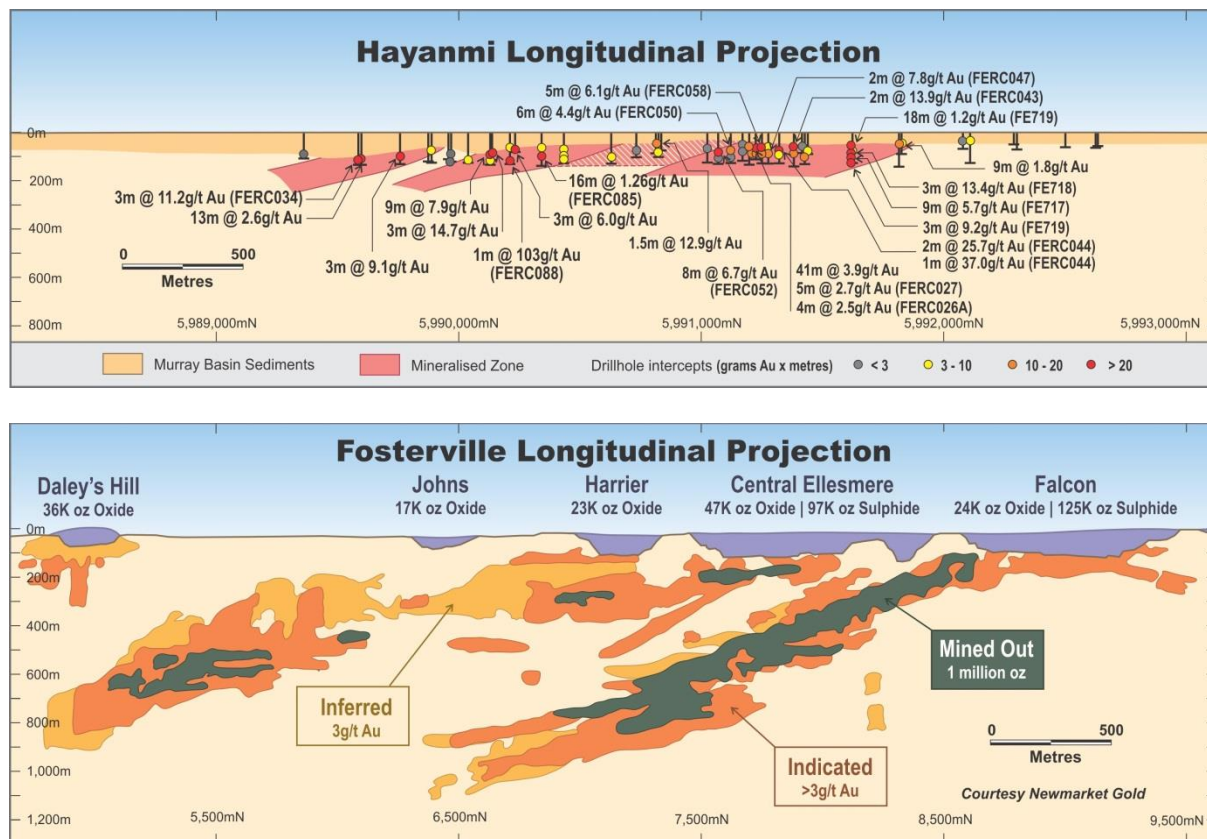 Hayanmi Longitudinal Projection
5m @ 6.1g/t Au (FERC058)
6m @ 4.4g/t Au (FERC050)
2m @ 7.8g/t Au (FERC047)
2m @ 13.9g/t Au (FERC043)
18m @ 1.2g/t Au (FE719)
0m
200m
400m
600m
800m
3m @ 11.2g/t Au (FERC034)
13m @ 2.6g/t Au
3m @ 9.1g/t Au
9m @ 7.9g/t Au
3m @ 14.7g/t Au
1m @ 103g/t Au
(FERC088)
16m @ 1.26g/t Au
(FERC085)
3m @ 6.0g/t Au
1.5m @ 12.9g/t Au
8m @ 6.7g/t Au
(FERC052)
41m @ 3.9g/t Au
5m @ 2.7g/t Au (FERC027)
4m @ 2.5g/t Au (FERC026A)
9m @ 1.8g/t Au
3m @ 13.4g/t Au (FE718)
9m @ 5.7g/t Au (FE717)
3m @ 9.2g/t Au (FE719)
2m @ 25.7g/t Au (FERC044)
1m @ 37.0g/t Au (FERC044)
0 500
Metres
5,989,000mN 5,990,000mN 5,991,000mN 5,992,000mN 5,993,000mN
Murray Basin Sediments Mineralised Zone Drillhole intercepts (grams Au x metres) < 3 3 - 10 10 - 20 > 20
Fosterville Longitudinal Projection
Daley's Hill
36K oz Oxide
Johns
17K oz Oxide
Harrier
23K oz Oxide
Central Ellesmere
47K oz Oxide | 97K oz Sulphide
Falcon
24K oz Oxide | 125K oz Sulphide
0m
200m
400m
600m
800m
1,000m
1,200m
Inferred
3g/t Au
Mined Out
1 million oz
Indicated
>3g/t Au
0 500
Metres
Courtesy Newmarket Gold
5,500mN 6,500mN 7,500mN 8,500mN 9,500mN